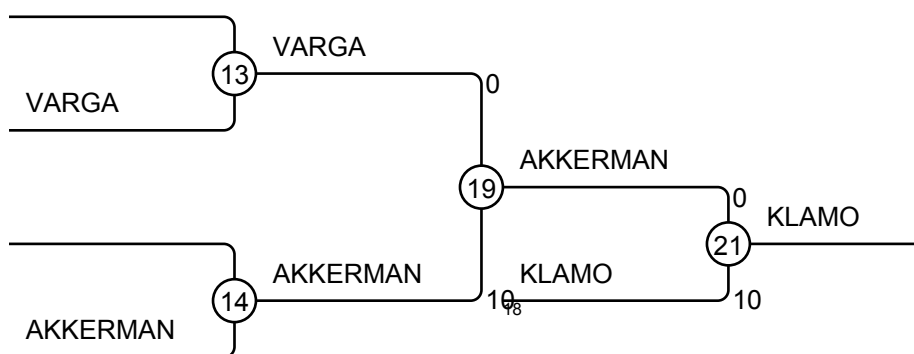 VARGA
13
0
VARGA
AKKERMAN
19
0
KLAMO
21
AKKERMAN
KLAMO
14
10
18
10
AKKERMAN